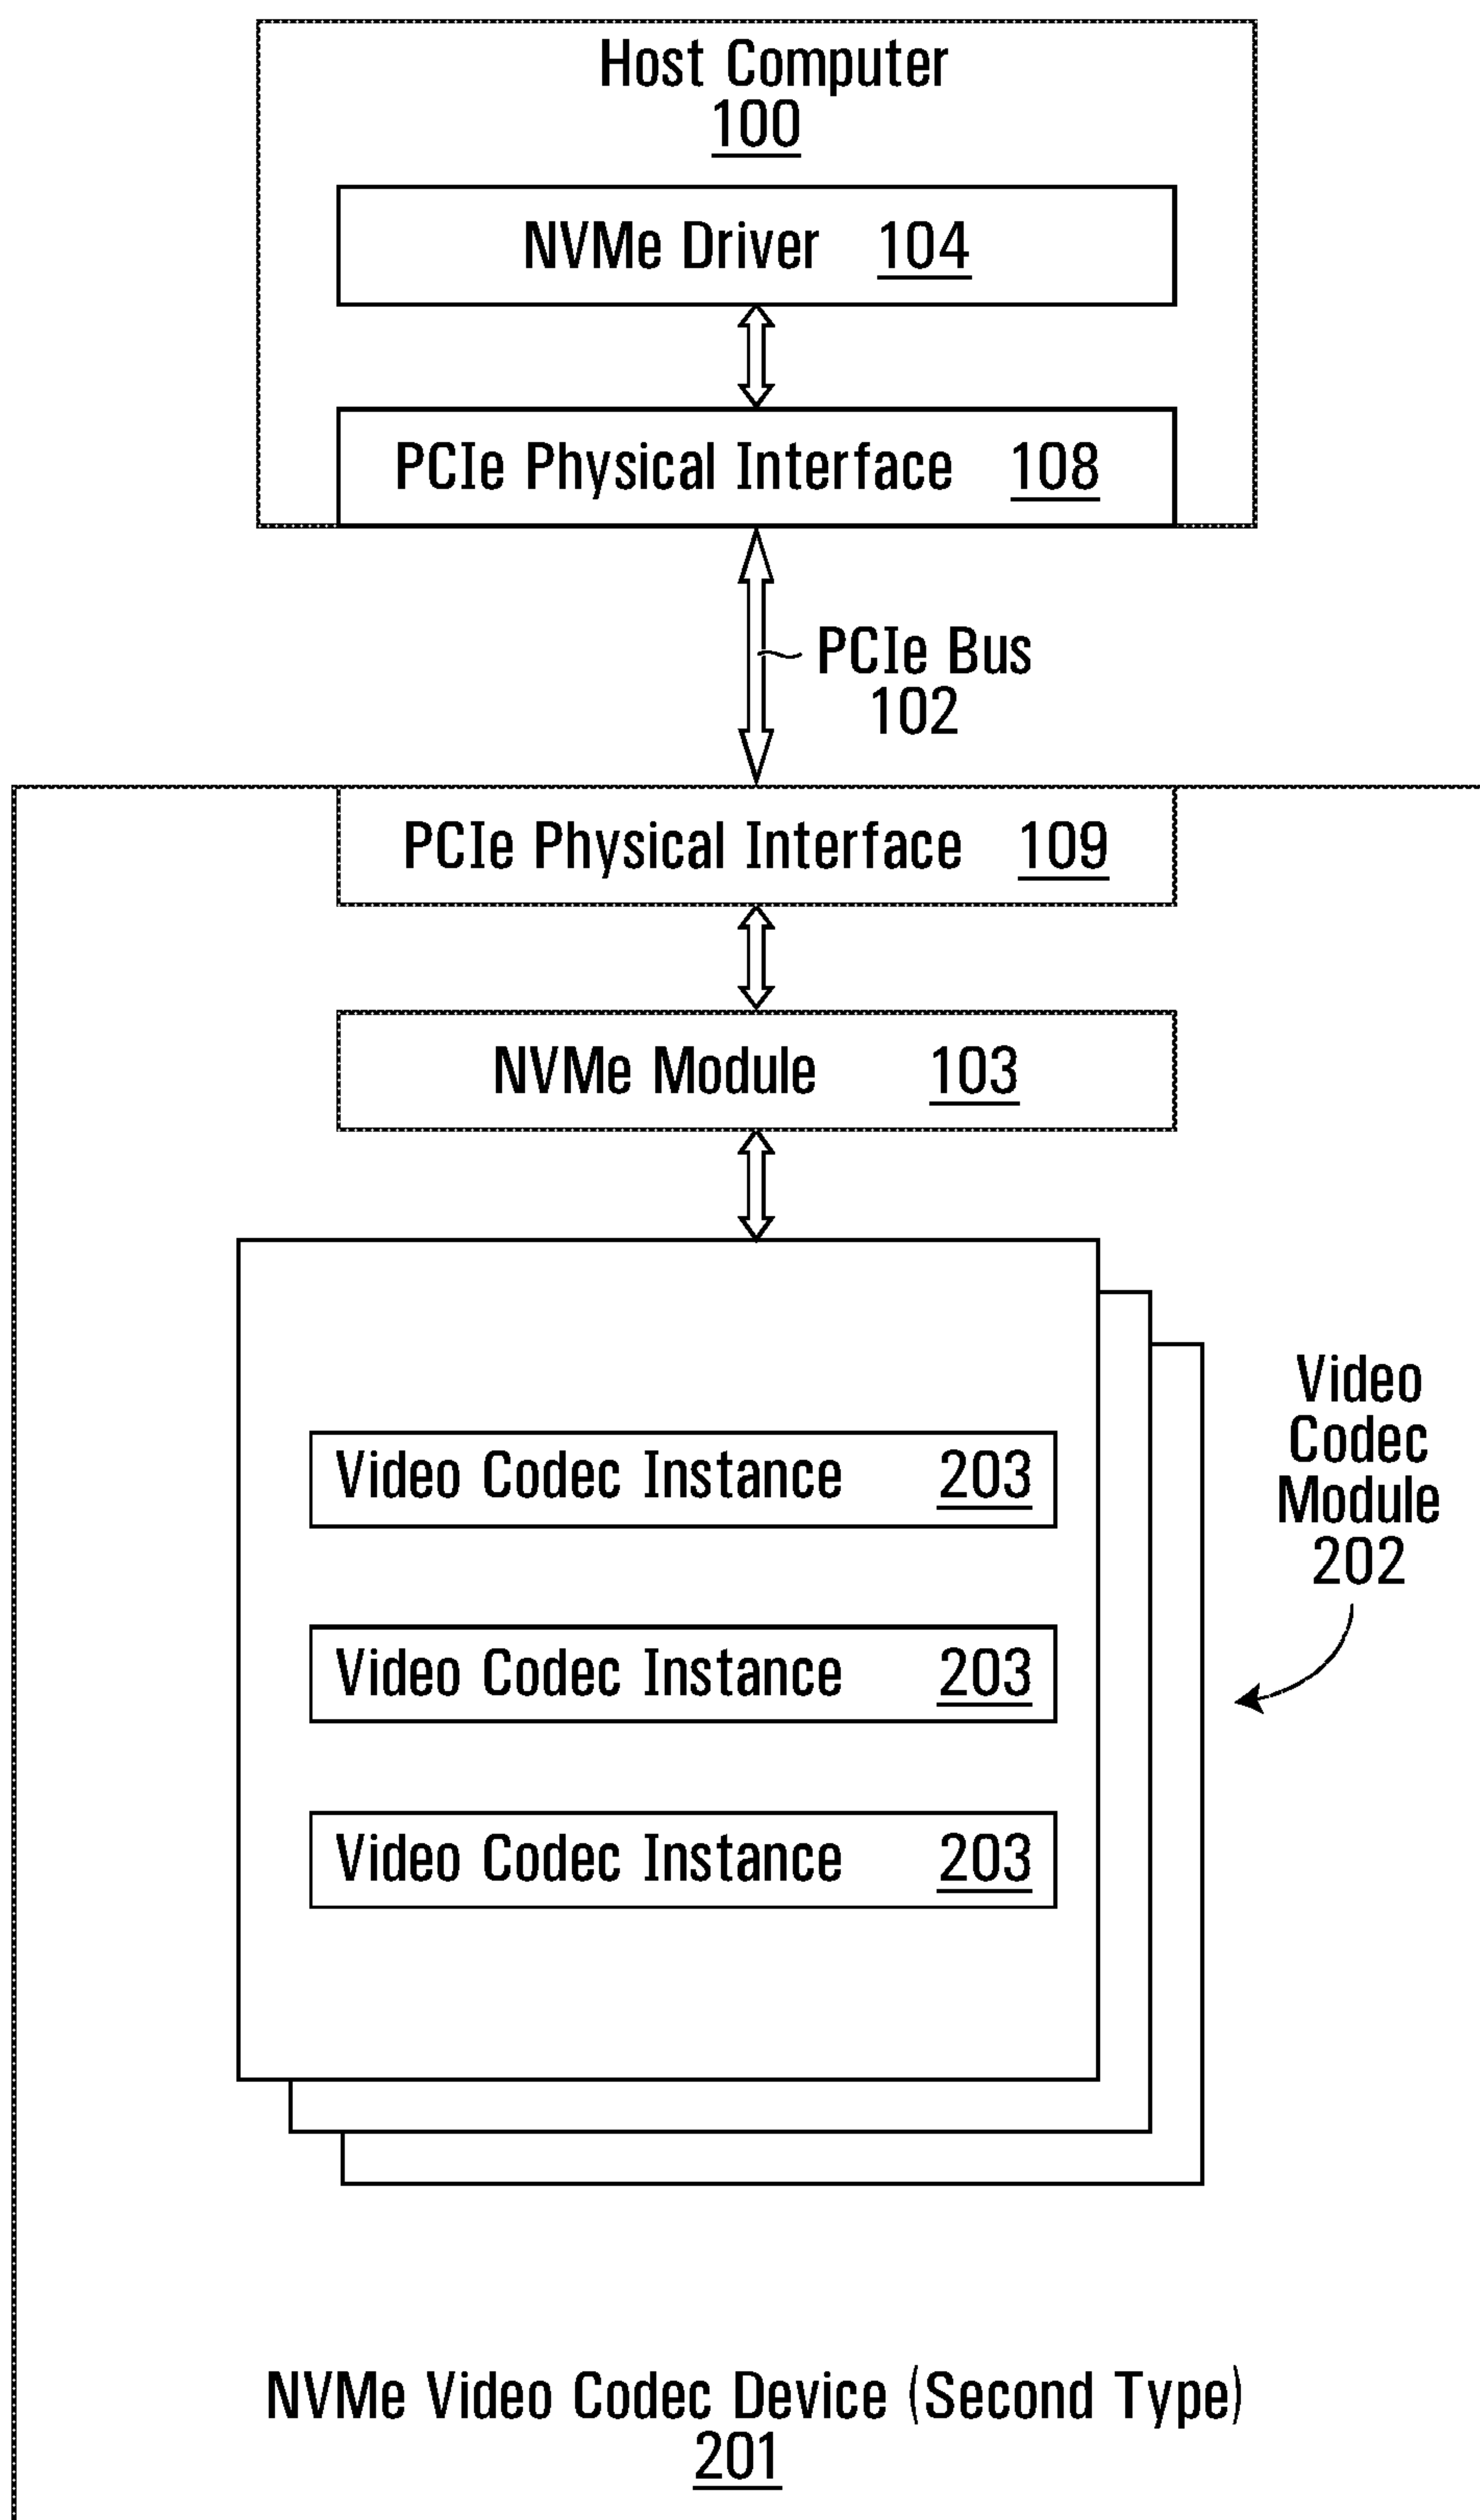 Host Computer
100
NVMe Driver 104
PCIe Physical Interface 108
PCIe Bus
102
PCIe Physical Interface 109
NVMe Module 103
Video
Codec
Module
202
Video Codec Instance 203
Video Codec Instance 203
Video Codec Instance 203
NVMe Video Codec Device (Second Type)
201